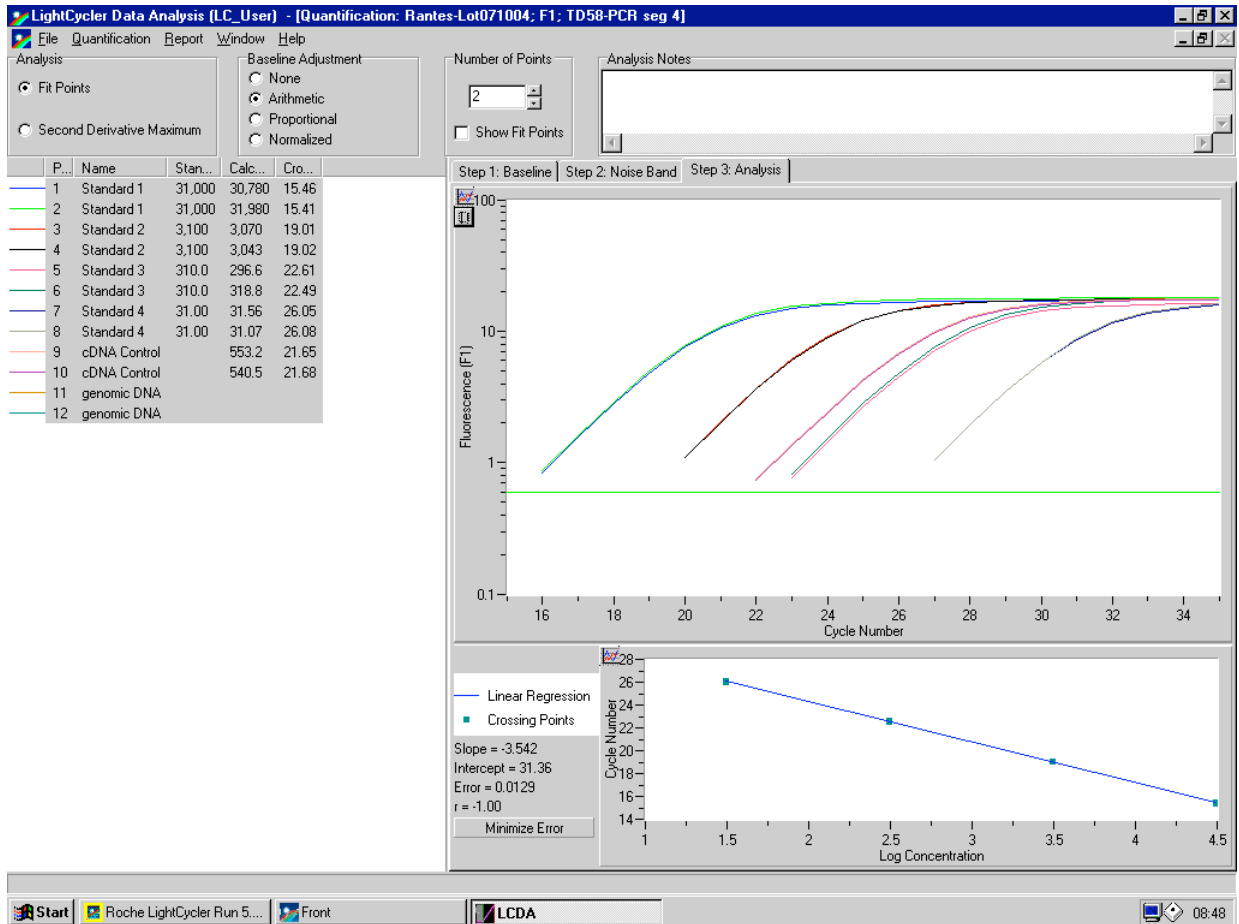 LightCycler Data Analysis (LC_User) - [Quantification: Rantes-Lot071004; F1; TD58-PCR seg 4]
File Quantification Report Window Help
Analysis
Fit Points
Second Derivative Maximum
Baseline Adjustment
None
Arithmetic
Proportional
Normalized
Number of Points
2
Show Fit Points
Analysis Notes
P... Name Stan... Calc... Cro...
1 Standard 1 31,000 30,780 15.46
2 Standard 1 31,000 31,980 15.41
3 Standard 2 3,100 3,070 19.01
4 Standard 2 3,100 3,043 19.02
5 Standard 3 310.0 296.6 22.61
6 Standard 3 310.0 318.8 22.49
7 Standard 4 31.00 31.56 26.05
8 Standard 4 31.00 31.07 26.08
9 cDNA Control 553.2 21.65
10 cDNA Control 540.5 21.68
11 genomic DNA
12 genomic DNA
Step 1: Baseline Step 2: Noise Band Step 3: Analysis
100
10
1
0.1
Fluorescence (F1)
16 18 20 22 24 26 28 30 32 34
Cycle Number
Linear Regression
Crossing Points
Slope = -3.542
Intercept = 31.36
Error = 0.0129
r = -1.00
Minimize Error
28
26
24
22
20
18
16
14
Cycle Number
1 1.5 2 2.5 3 3.5 4 4.5
Log Concentration
Start Roche LightCycler Run 5.... Front LCDA 08:48